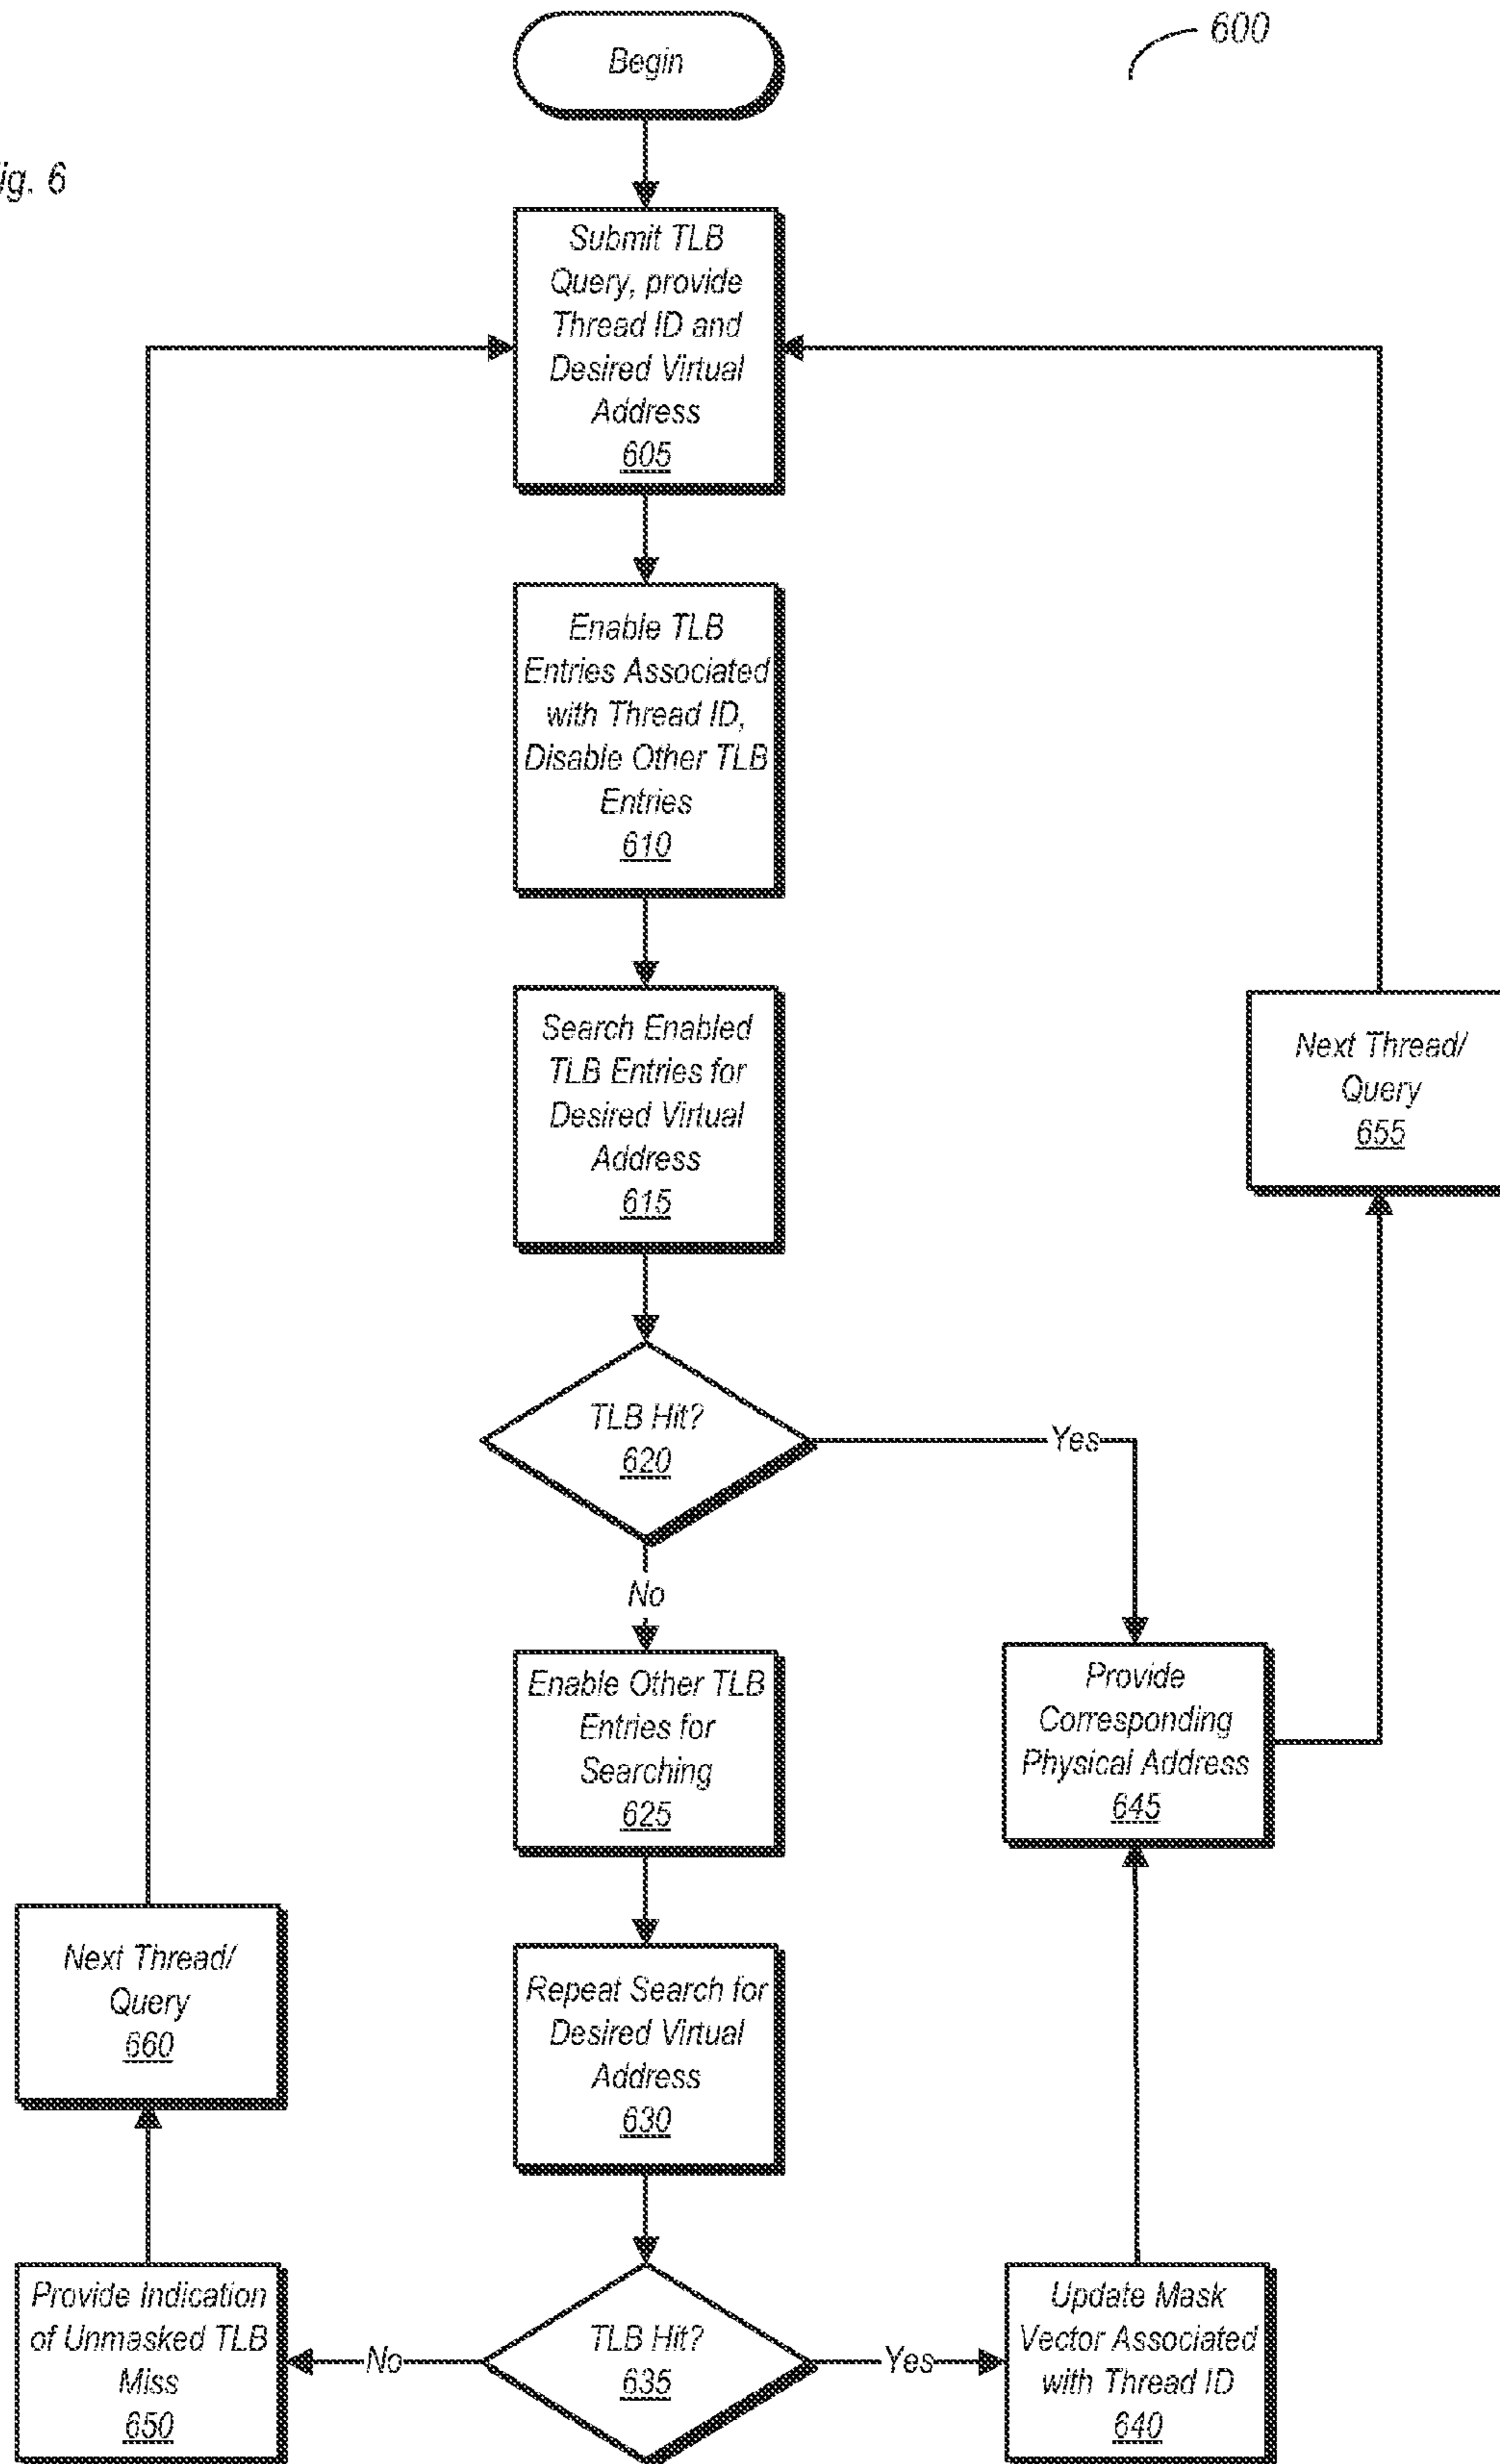 600
Begin
ig. 6
Submit TLB
Query, provide
Thread ID and
Desired Virtual
Address
605
Enable TLB
Entries Associated
with Thread ID,
Disable Other TLB
Entries
610
Search Enabled
TLB Entries for
Desired Virtual
Address
615
Next Thread/
Query
655
TLB Hit?
620
Yes
No
Enable Other TLB
Entries for
Searching
625
Provide
Corresponding
Physical Address
645
Next Thread/
Query
660
Repeat Search for
Desired Virtual
Address
630
Provide Indication
of Unmasked TLB
Miss
650
No
TLB Hit?
635
Yes
Update Mask
Vector Associated
with Thread ID
640